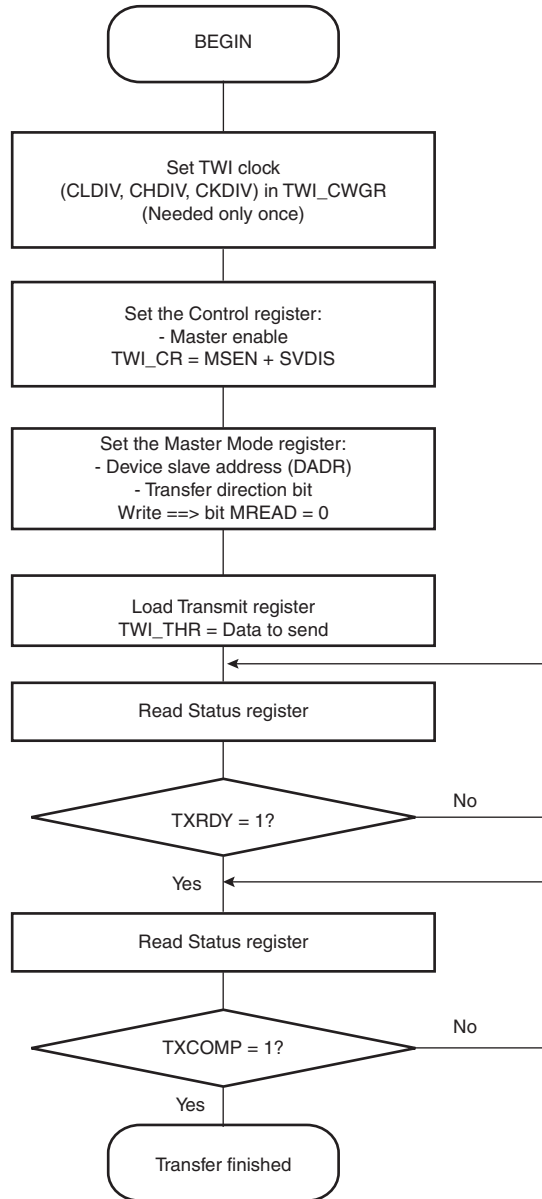 BEGIN
Set TWI clock
(CLDIV, CHDIV, CKDIV) in TWI_CWGR
(Needed only once)
Set the Control register:
- Master enable
TWI_CR = MSEN + SVDIS
Set the Master Mode register:
- Device slave address (DADR)
- Transfer direction bit
Write ==> bit MREAD = 0
Load Transmit register
TWI_THR = Data to send
Read Status register
TXRDY = 1?
No
Yes
Read Status register
TXCOMP = 1?
No
Yes
Transfer finished